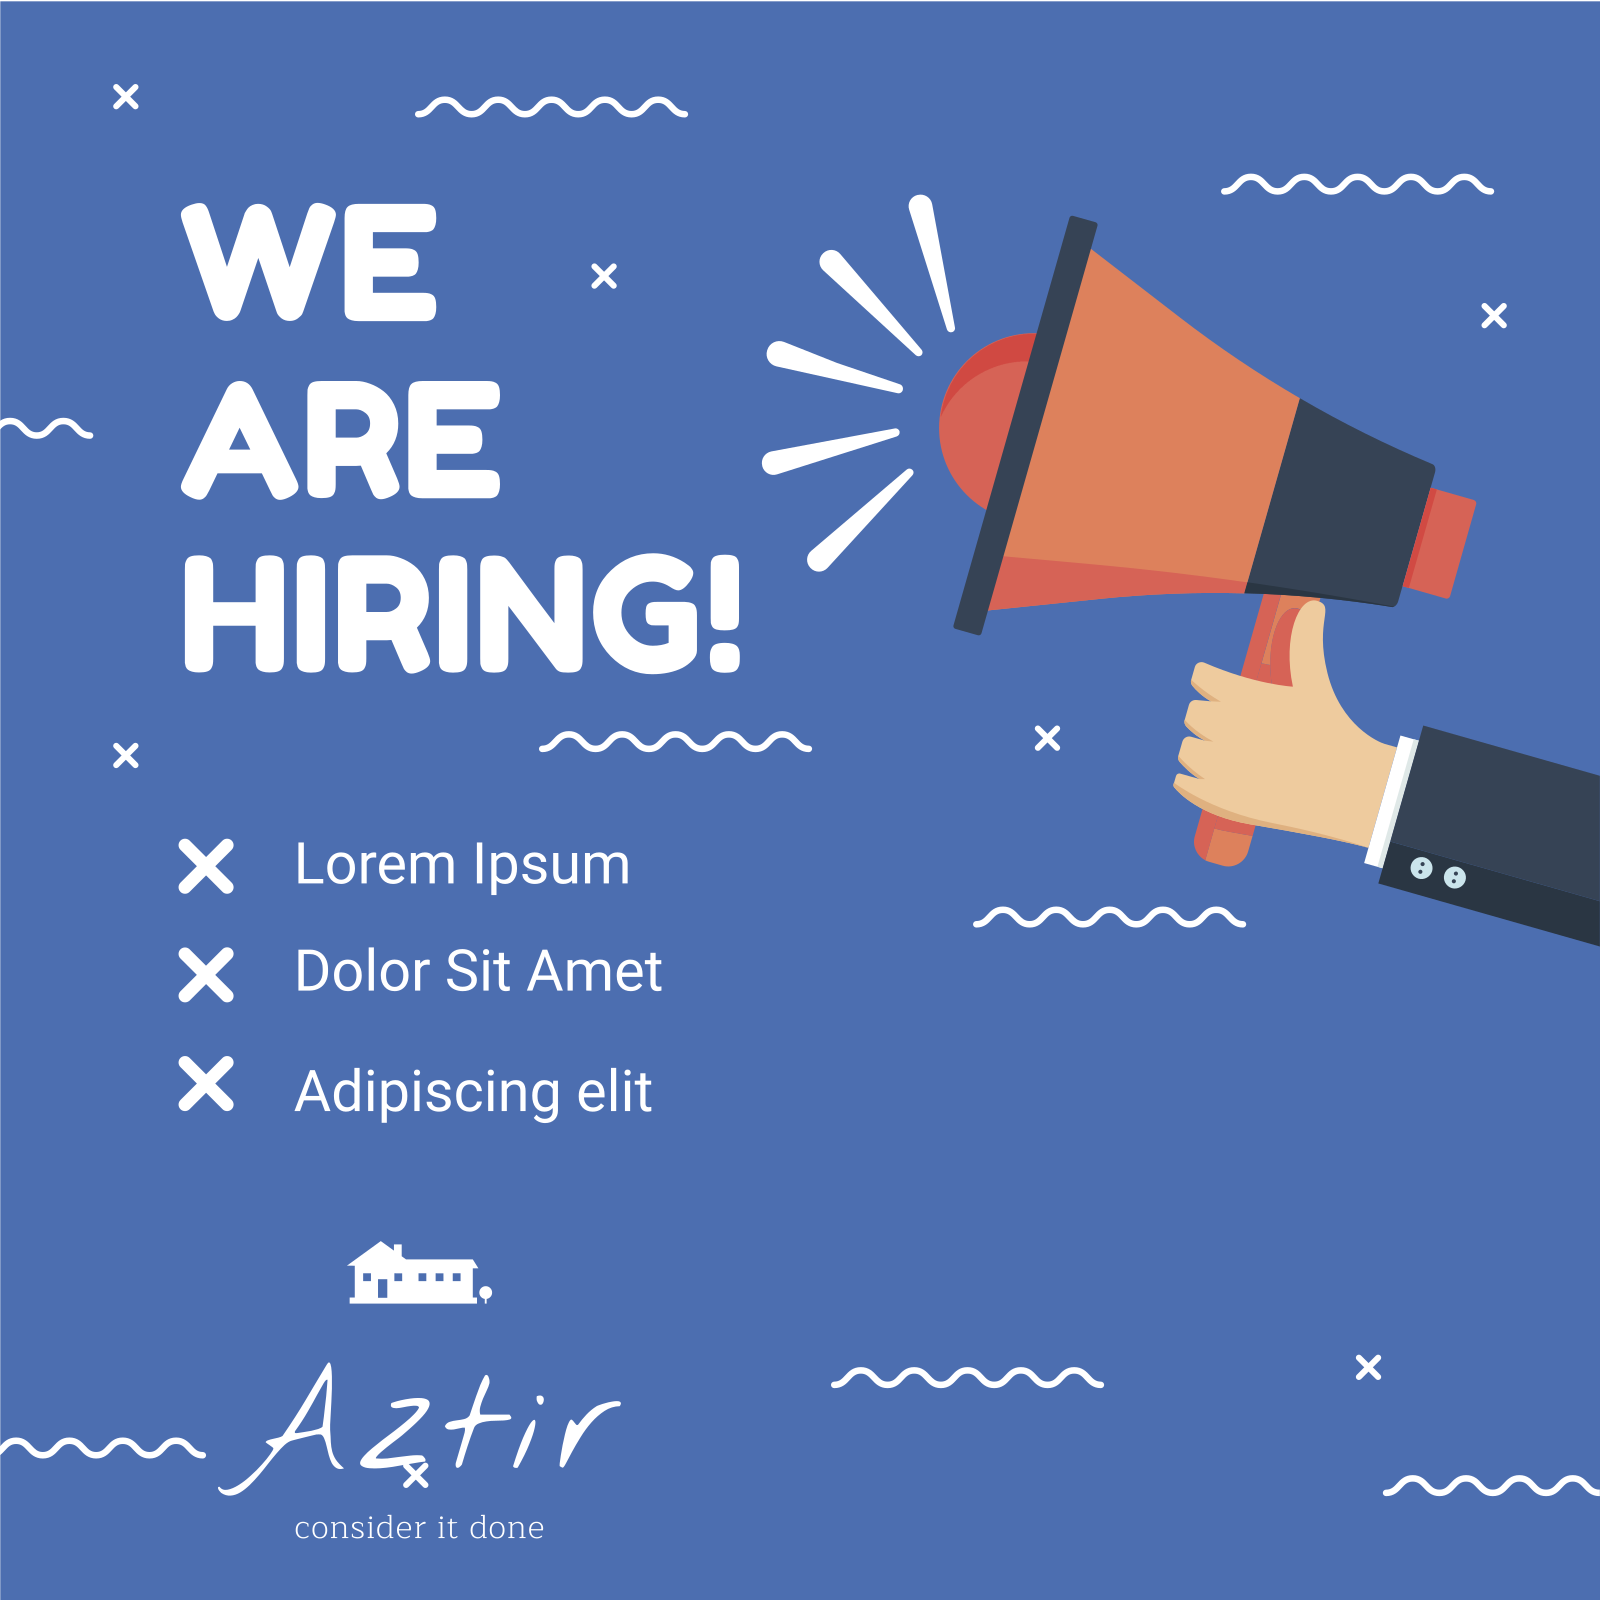 WE
ARE
HIRING!
Lorem Ipsum
Dolor Sit Amet
Adipiscing elit
Aztir
consider it done